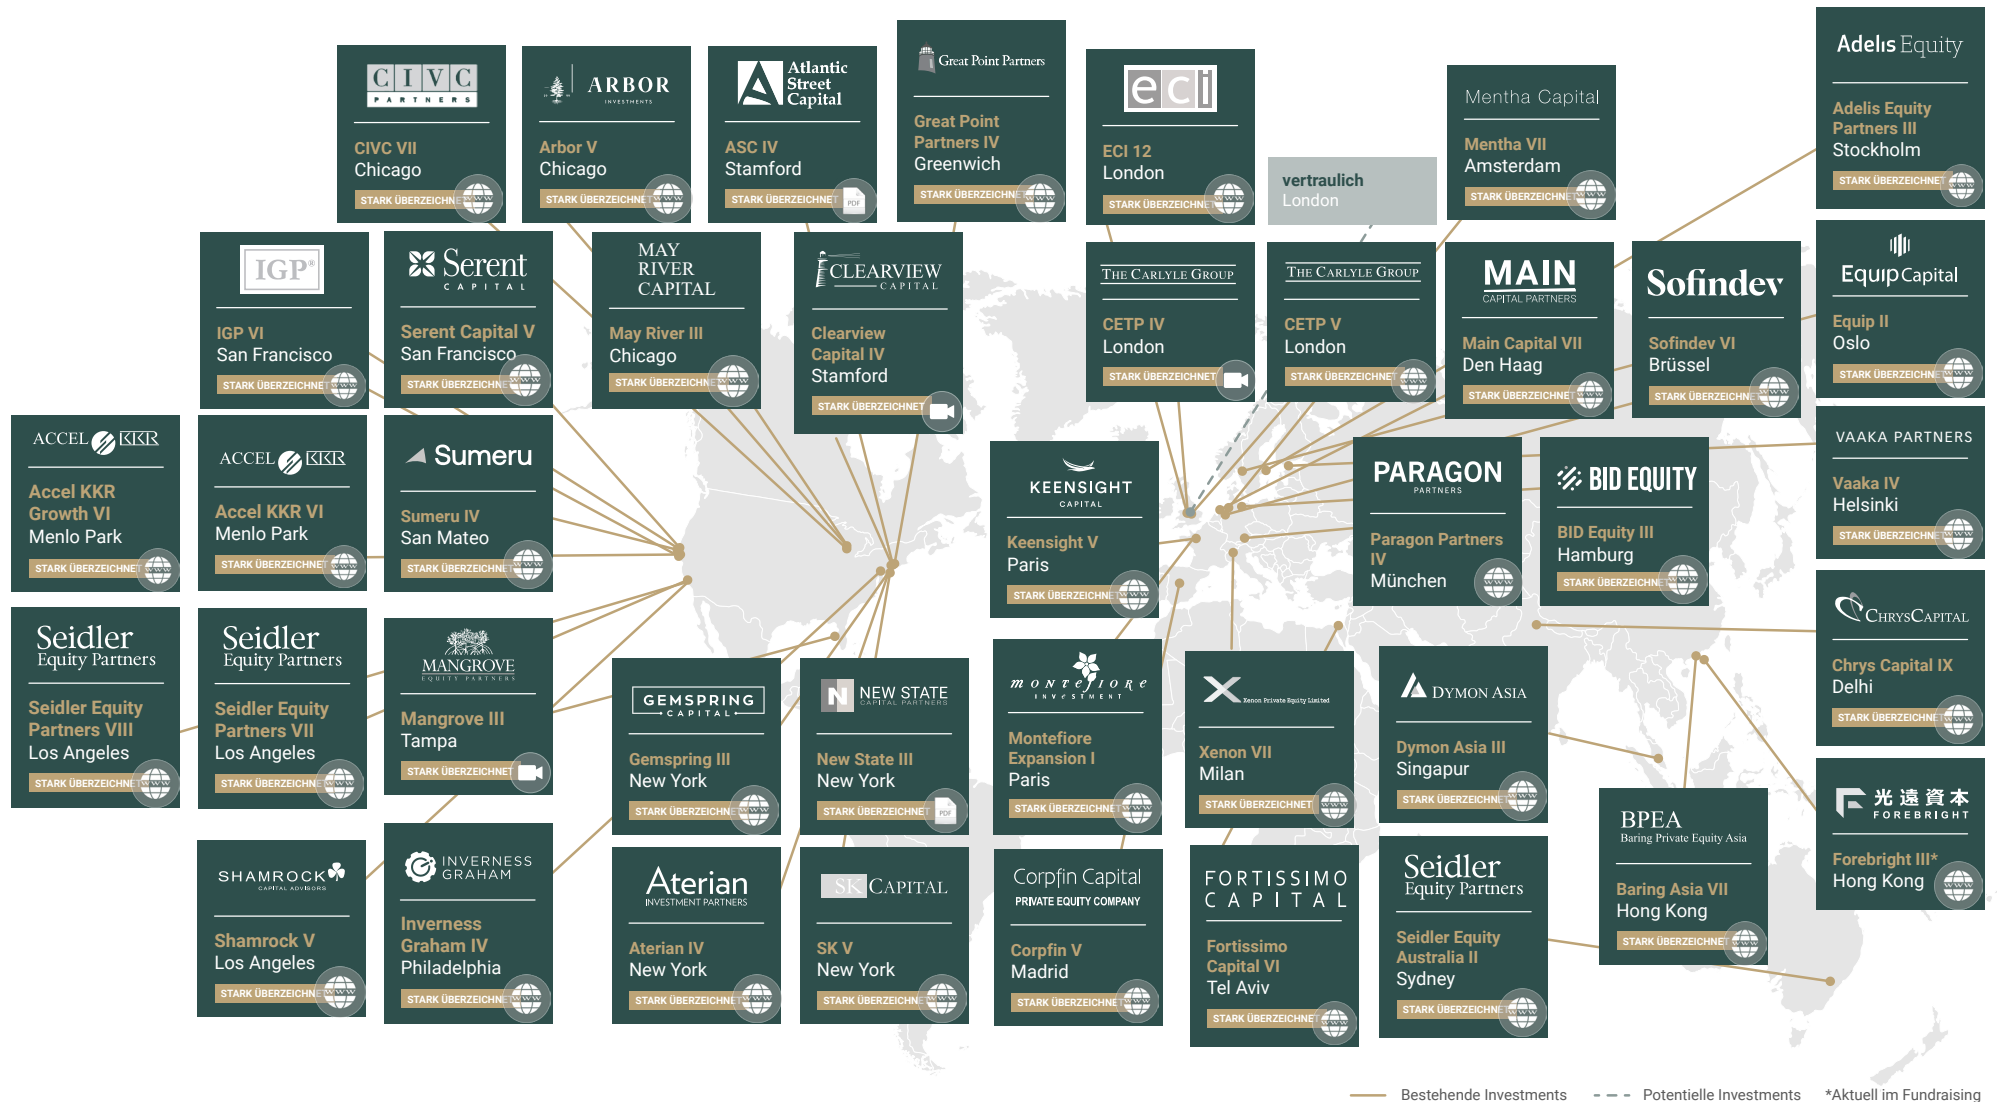 CIVC
PARTNERS
CIVC VII
Chicago
STARK ÜBERZEICHNET
ARBOR
INVESTMENTS
Arbor V
Chicago
STARK ÜBERZEICHNET
Atlantic
Street
Capital
ASC IV
Stamford
STARK ÜBERZEICHNET
PDF
Great Point Partners
Great Point
Partners IV
Greenwich
STARK ÜBERZEICHNET
eci
ECI 12
London
STARK ÜBERZEICHNET
vertraulich
London
Mentha Capital
Mentha VII
Amsterdam
STARK ÜBERZEICHNET
Adelis Equity
Adelis Equity
Partners III
Stockholm
STARK ÜBERZEICHNET
IGP®
IGP VI
San Francisco
STARK ÜBERZEICHNET
Serent
CAPITAL
Serent Capital V
San Francisco
STARK ÜBERZEICHNET
MAY
RIVER
CAPITAL
May River III
Chicago
STARK ÜBERZEICHNET
CLEARVIEW
CAPITAL
Clearview
Capital IV
Stamford
STARK ÜBERZEICHNET
THE CARLYLE GROUP
CETP IV
London
STARK ÜBERZEICHNET
THE CARLYLE GROUP
CETP V
London
STARK ÜBERZEICHNET
MAIN
CAPITAL PARTNERS
Main Capital VII
Den Haag
STARK ÜBERZEICHNET
Sofindev
Sofindev VI
Brüssel
STARK ÜBERZEICHNET
Equip Capital
Equip II
Oslo
STARK ÜBERZEICHNET
ACCEL KKR
Accel KKR
Growth VI
Menlo Park
STARK ÜBERZEICHNET
ACCEL KKR
Accel KKR VI
Menlo Park
STARK ÜBERZEICHNET
Sumeru
Sumeru IV
San Mateo
STARK ÜBERZEICHNET
KEENSIGHT
CAPITAL
Keensight V
Paris
STARK ÜBERZEICHNET
PARAGON
PARTNERS
Paragon Partners
IV
München
BID EQUITY
BID Equity III
Hamburg
STARK ÜBERZEICHNET
VAAKA PARTNERS
Vaaka IV
Helsinki
STARK ÜBERZEICHNET
Seidler
Equity Partners
Seidler Equity
Partners VIII
Los Angeles
STARK ÜBERZEICHNET
Seidler
Equity Partners
Seidler Equity
Partners VII
Los Angeles
STARK ÜBERZEICHNET
MANGROVE
EQUITY PARTNERS
Mangrove III
Tampa
STARK ÜBERZEICHNET
GEMSPRING
CAPITAL
Gemspring III
New York
STARK ÜBERZEICHNET
N NEW STATE
CAPITAL PARTNERS
New State III
New York
STARK ÜBERZEICHNET
PDF
montefiore
INVESTMENT
Montefiore
Expansion I
Paris
STARK ÜBERZEICHNET
X Xenon Private Equity Limited
Xenon VII
Milan
STARK ÜBERZEICHNET
DYMON ASIA
Dymon Asia III
Singapur
STARK ÜBERZEICHNET
CHRYSCAPITAL
Chrys Capital IX
Delhi
STARK ÜBERZEICHNET
BPEA
Baring Private Equity Asia
Baring Asia VII
Hong Kong
STARK ÜBERZEICHNET
光遠資本
FOREBRIGHT
Forebright III*
Hong Kong
SHAMROCK
CAPITAL ADVISORS
Shamrock V
Los Angeles
STARK ÜBERZEICHNET
INVERNESS
GRAHAM
Inverness
Graham IV
Philadelphia
STARK ÜBERZEICHNET
Aterian
INVESTMENT PARTNERS
Aterian IV
New York
STARK ÜBERZEICHNET
SK CAPITAL
SK V
New York
STARK ÜBERZEICHNET
Corpfin Capital
PRIVATE EQUITY COMPANY
Corpfin V
Madrid
STARK ÜBERZEICHNET
FORTISSIMO
CAPITAL
Fortissimo
Capital VI
Tel Aviv
STARK ÜBERZEICHNET
Seidler
Equity Partners
Seidler Equity
Australia II
Sydney
STARK ÜBERZEICHNET
Bestehende Investments
Potentielle Investments
*Aktuell im Fundraising